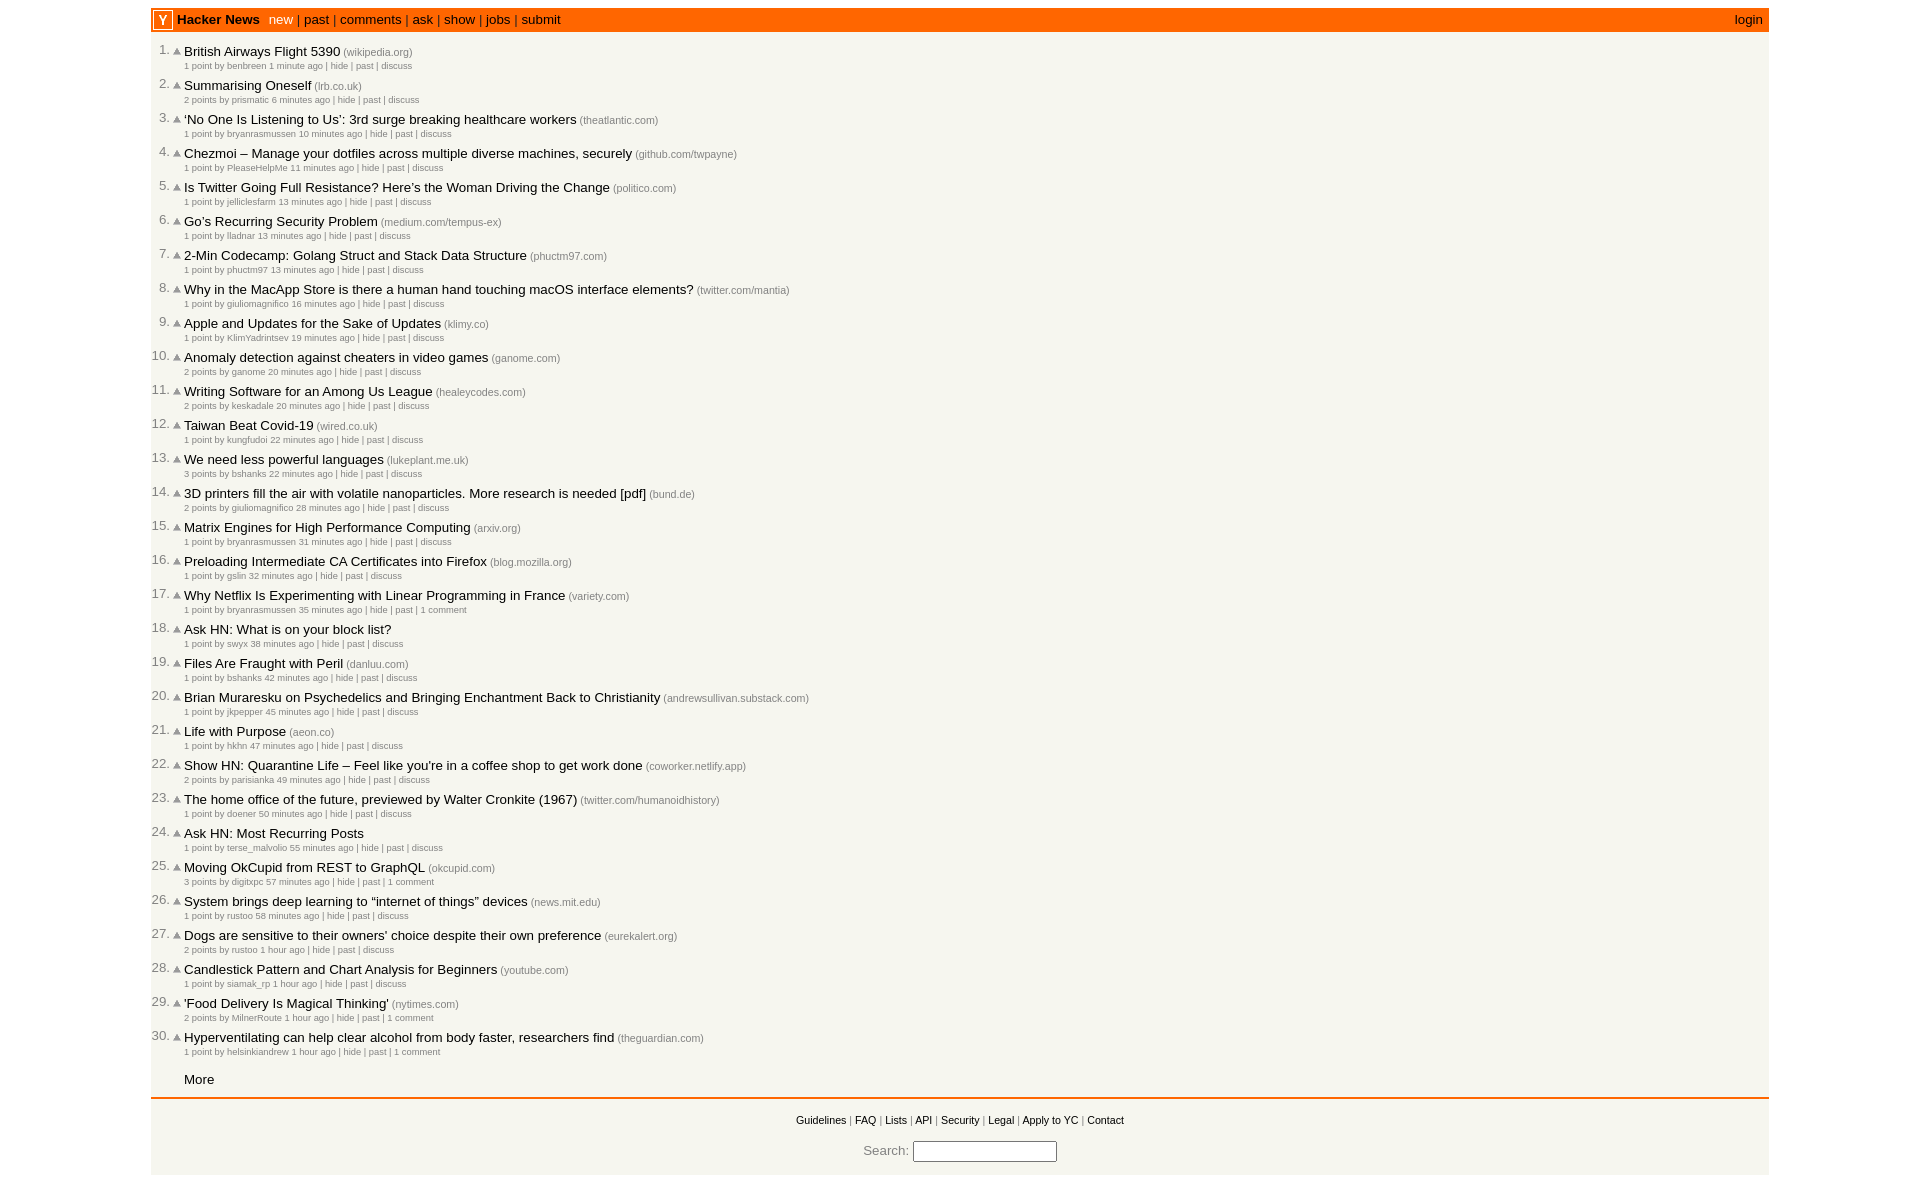 Y Hacker News new | past | comments | ask | show | jobs | submit login
1. British Airways Flight 5390 (wikipedia.org)
1 point by benbreen 1 minute ago | hide | past | discuss
2. Summarising Oneself (lrb.co.uk)
2 points by prismatic 6 minutes ago | hide | past | discuss
3. ‘No One Is Listening to Us’: 3rd surge breaking healthcare workers (theatlantic.com)
1 point by bryanrasmussen 10 minutes ago | hide | past | discuss
4. Chezmoi – Manage your dotfiles across multiple diverse machines, securely (github.com/twpayne)
1 point by PleaseHelpMe 11 minutes ago | hide | past | discuss
5. Is Twitter Going Full Resistance? Here’s the Woman Driving the Change (politico.com)
1 point by jelliclesfarm 13 minutes ago | hide | past | discuss
6. Go’s Recurring Security Problem (medium.com/tempus-ex)
1 point by lladnar 13 minutes ago | hide | past | discuss
7. 2-Min Codecamp: Golang Struct and Stack Data Structure (phuctm97.com)
1 point by phuctm97 13 minutes ago | hide | past | discuss
8. Why in the MacApp Store is there a human hand touching macOS interface elements? (twitter.com/mantia)
1 point by giuliomagnifico 16 minutes ago | hide | past | discuss
9. Apple and Updates for the Sake of Updates (klimy.co)
1 point by KlimYadrintsev 19 minutes ago | hide | past | discuss
10. Anomaly detection against cheaters in video games (ganome.com)
2 points by ganome 20 minutes ago | hide | past | discuss
11. Writing Software for an Among Us League (healeycodes.com)
2 points by keskadale 20 minutes ago | hide | past | discuss
12. Taiwan Beat Covid-19 (wired.co.uk)
1 point by kungfudoi 22 minutes ago | hide | past | discuss
13. We need less powerful languages (lukeplant.me.uk)
3 points by bshanks 22 minutes ago | hide | past | discuss
14. 3D printers fill the air with volatile nanoparticles. More research is needed [pdf] (bund.de)
2 points by giuliomagnifico 28 minutes ago | hide | past | discuss
15. Matrix Engines for High Performance Computing (arxiv.org)
1 point by bryanrasmussen 31 minutes ago | hide | past | discuss
16. Preloading Intermediate CA Certificates into Firefox (blog.mozilla.org)
1 point by gslin 32 minutes ago | hide | past | discuss
17. Why Netflix Is Experimenting with Linear Programming in France (variety.com)
1 point by bryanrasmussen 35 minutes ago | hide | past | 1 comment
18. Ask HN: What is on your block list?
1 point by swyx 38 minutes ago | hide | past | discuss
19. Files Are Fraught with Peril (danluu.com)
1 point by bshanks 42 minutes ago | hide | past | discuss
20. Brian Muraresku on Psychedelics and Bringing Enchantment Back to Christianity (andrewsullivan.substack.com)
1 point by jkpepper 45 minutes ago | hide | past | discuss
21. Life with Purpose (aeon.co)
1 point by hkhn 47 minutes ago | hide | past | discuss
22. Show HN: Quarantine Life – Feel like you're in a coffee shop to get work done (coworker.netlify.app)
2 points by parisianka 49 minutes ago | hide | past | discuss
23. The home office of the future, previewed by Walter Cronkite (1967) (twitter.com/humanoidhistory)
1 point by doener 50 minutes ago | hide | past | discuss
24. Ask HN: Most Recurring Posts
1 point by terse_malvolio 55 minutes ago | hide | past | discuss
25. Moving OkCupid from REST to GraphQL (okcupid.com)
3 points by digitxpc 57 minutes ago | hide | past | 1 comment
26. System brings deep learning to “internet of things” devices (news.mit.edu)
1 point by rustoo 58 minutes ago | hide | past | discuss
27. Dogs are sensitive to their owners' choice despite their own preference (eurekalert.org)
2 points by rustoo 1 hour ago | hide | past | discuss
28. Candlestick Pattern and Chart Analysis for Beginners (youtube.com)
1 point by siamak_rp 1 hour ago | hide | past | discuss
29. 'Food Delivery Is Magical Thinking' (nytimes.com)
2 points by MilnerRoute 1 hour ago | hide | past | 1 comment
30. Hyperventilating can help clear alcohol from body faster, researchers find (theguardian.com)
1 point by helsinkiandrew 1 hour ago | hide | past | 1 comment
More
Guidelines | FAQ | Lists | API | Security | Legal | Apply to YC | Contact
Search: